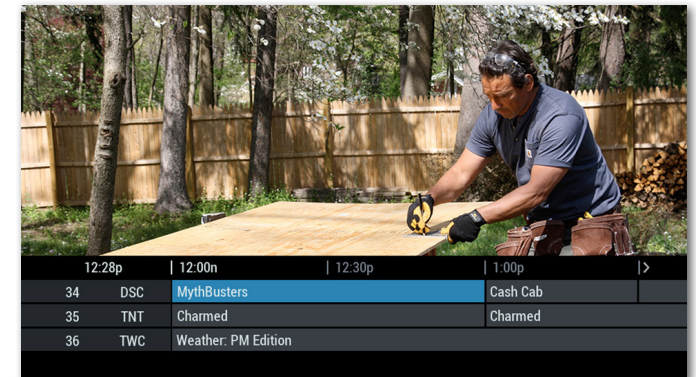 12:28p 12:00n 12:30p 1:00p >
34 DSC MythBusters Cash Cab
35 TNT Charmed Charmed
36 TWC Weather: PM Edition